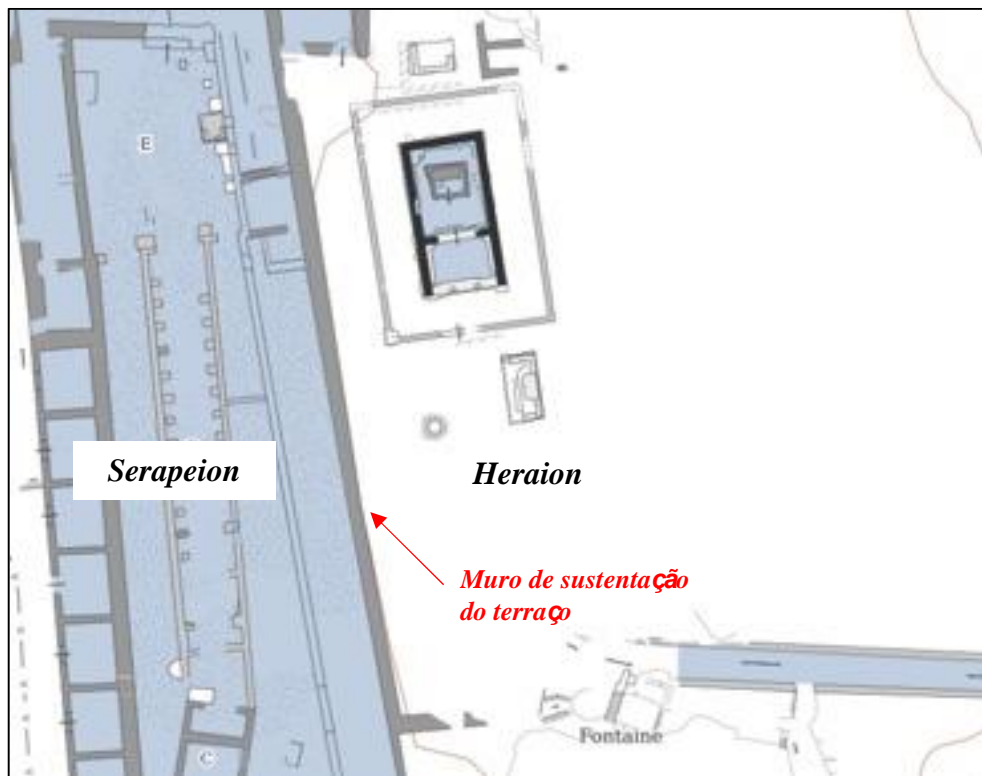 E
Serapeion
Heraion
Muro de sustentação
do terraço
Fontaine
C